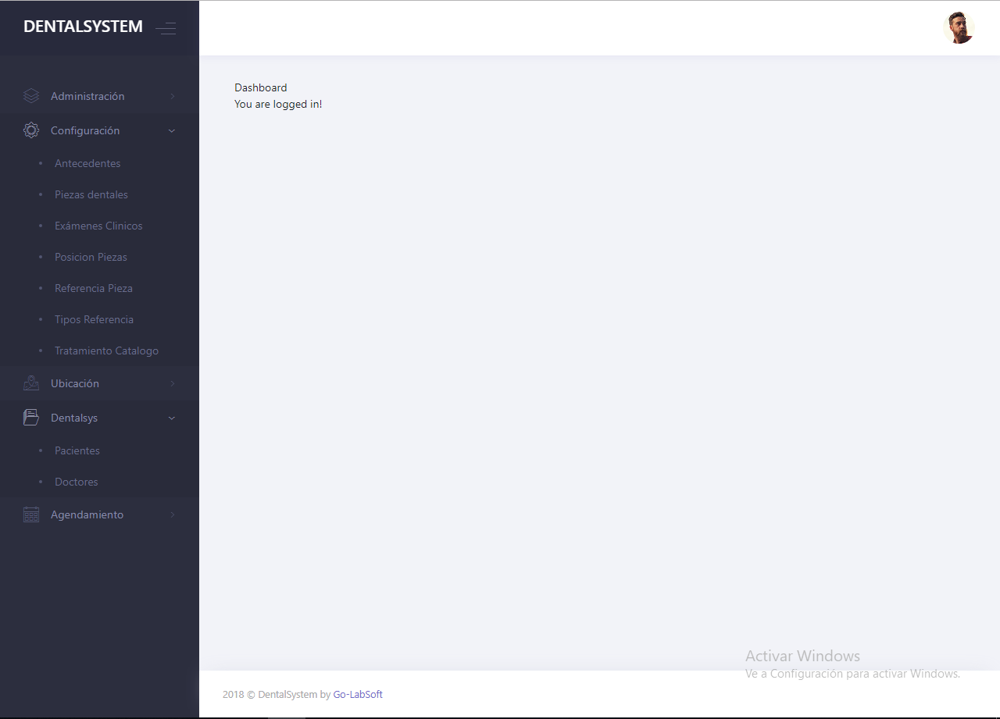 DENTALSYSTEM
Administración
Configuración
Antecedentes
Piezas dentales
Exámenes Clinicos
Posicion Piezas
Referencia Pieza
Tipos Referencia
Tratamiento Catalogo
Ubicación
Dentalsys
Pacientes
Doctores
Agendamiento
Dashboard
You are logged in!
Activar Windows
Ve a Configuración para activar Windows.
2018 © DentalSystem by Go-LabSoft